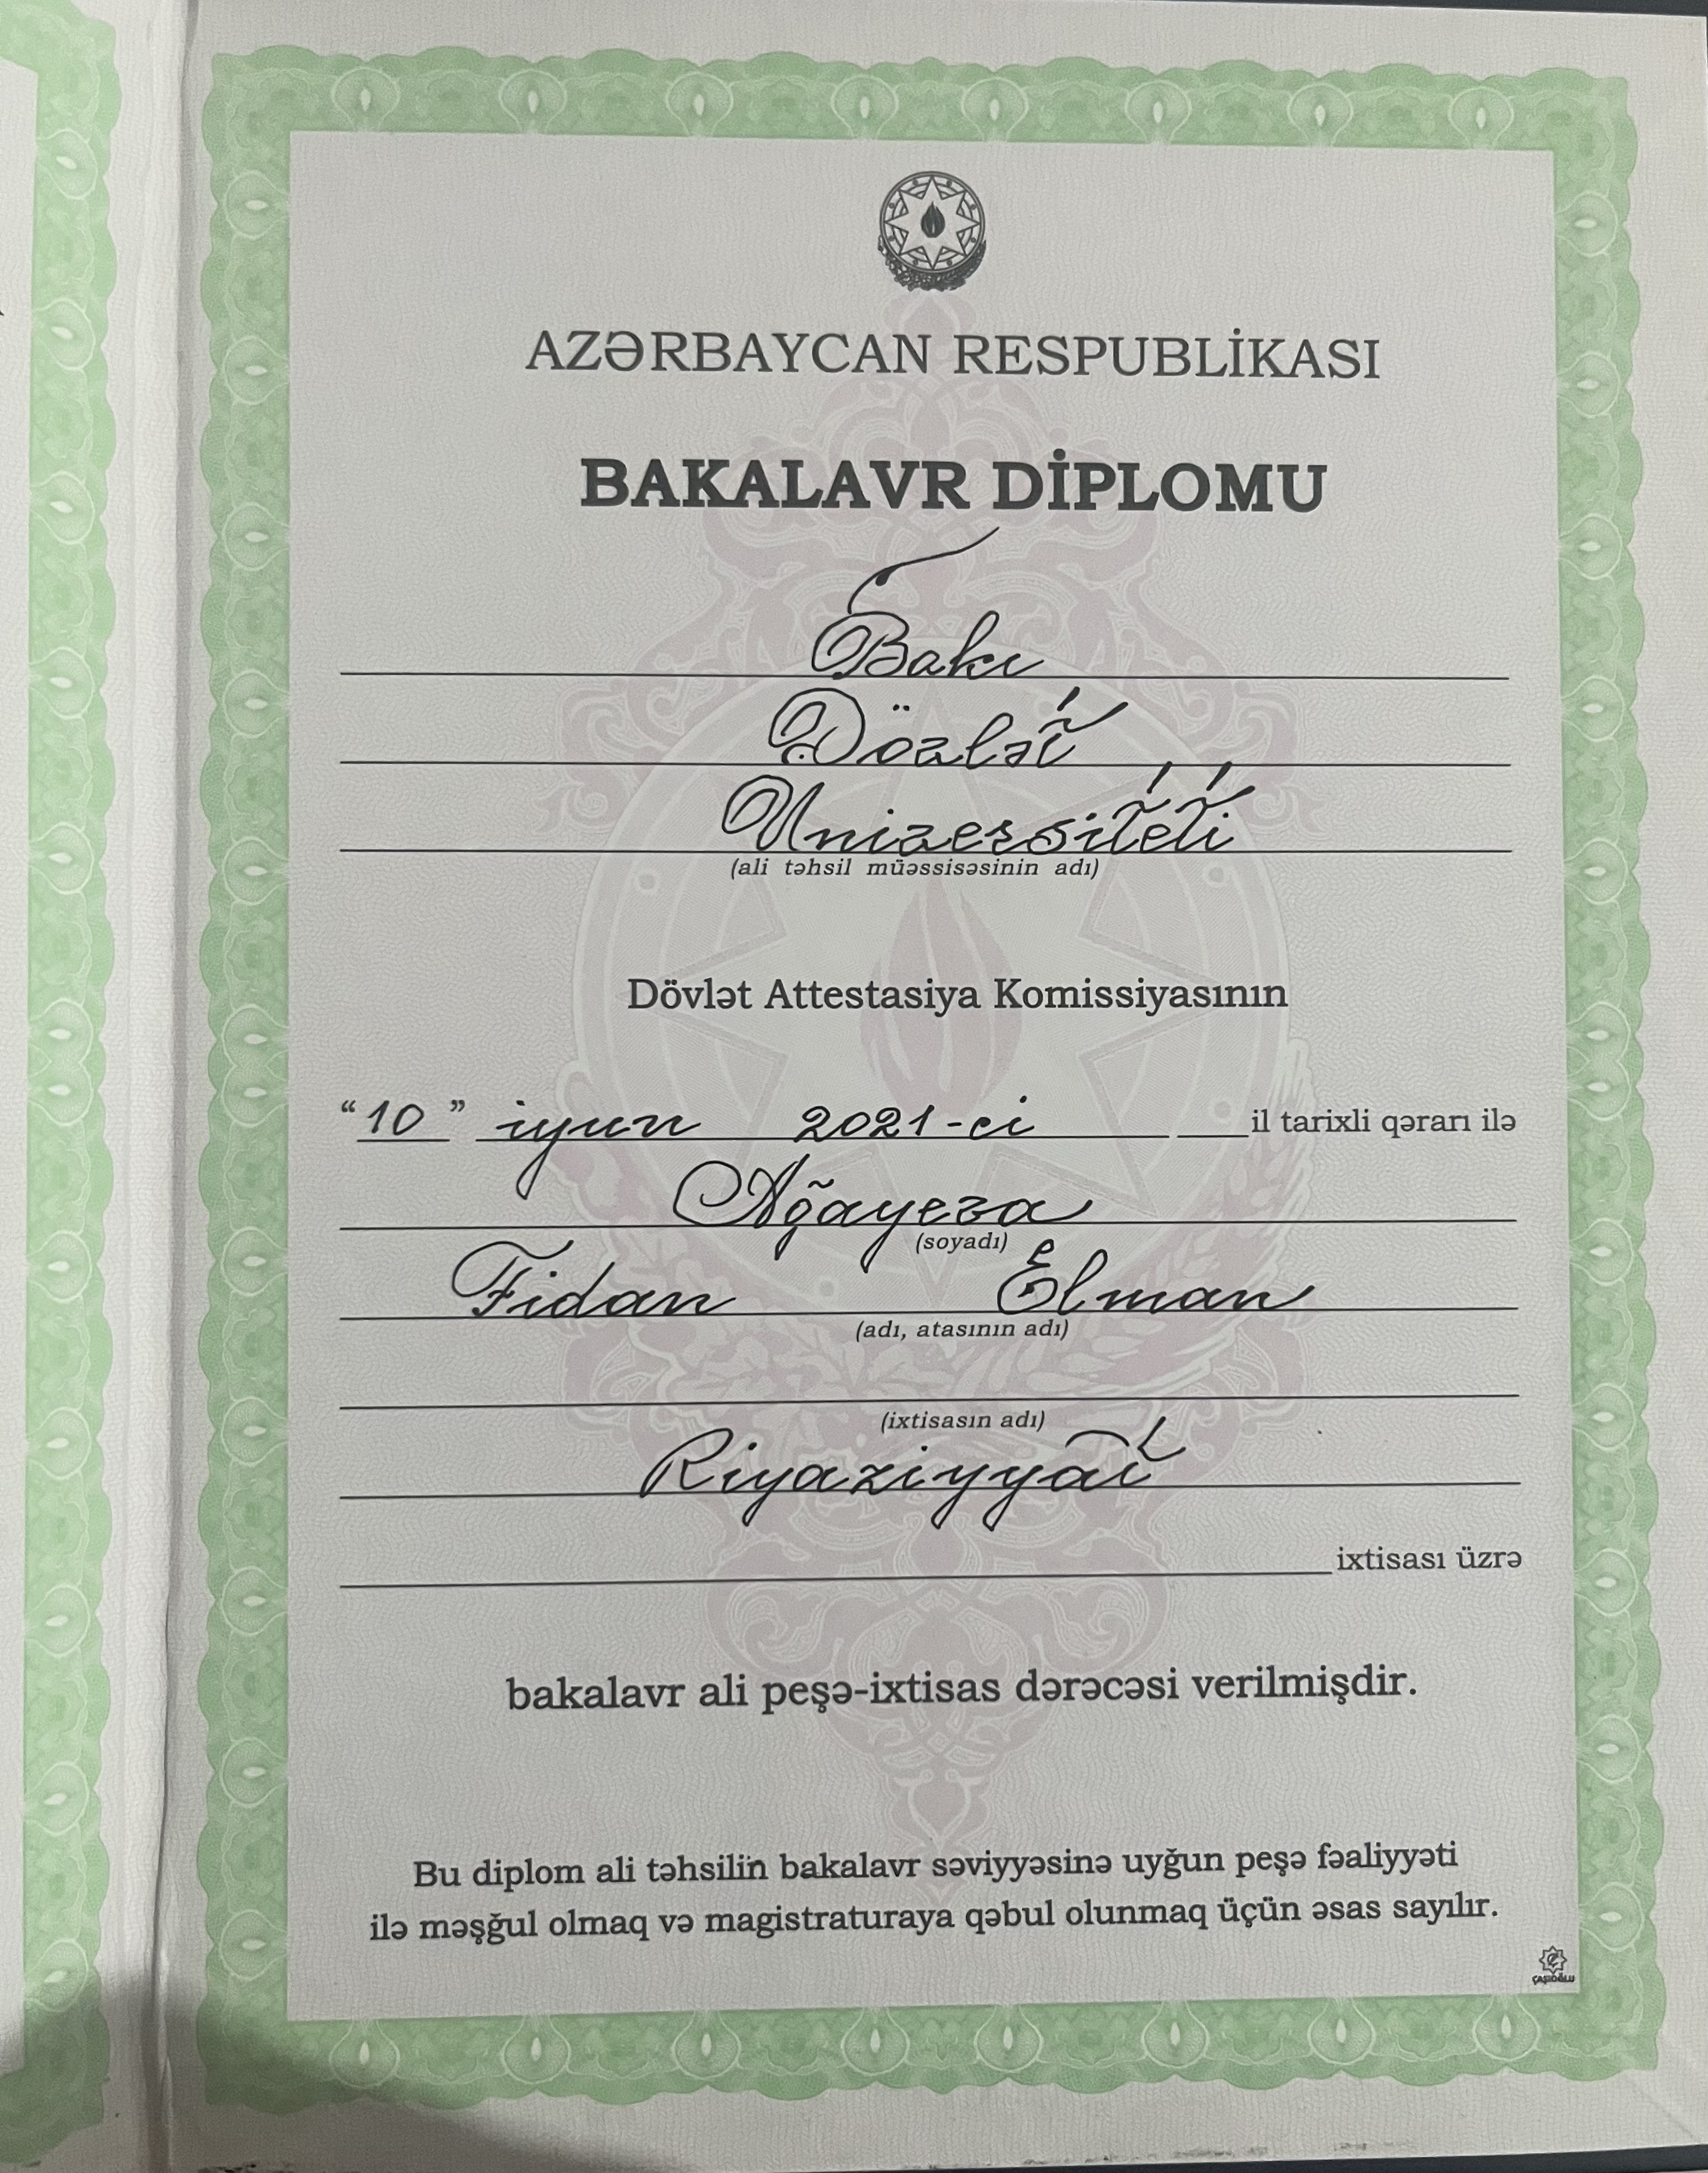 AZƏRBAYCAN RESPUBLİKASI
BAKALAVR DİPLOMU
Bakı
Dövlət
Universiteti
(ali təhsil müəssisəsinin adı)
Dövlət Attestasiya Komissiyasının
“10” iyun 2021-ci il tarixli qərarı ilə
Ağayeva
(soyadı)
Fidan Elman
(adı, atasının adı)
(ixtisasın adı)
Riyaziyyat
ixtisası üzrə
bakalavr ali peşə-ixtisas dərəcəsi verilmişdir.
Bu diplom ali təhsilin bakalavr səviyyəsinə uyğun peşə fəaliyyəti
ilə məşğul olmaq və magistraturaya qəbul olunmaq üçün əsas sayılır.
ÇAŞIOĞLU